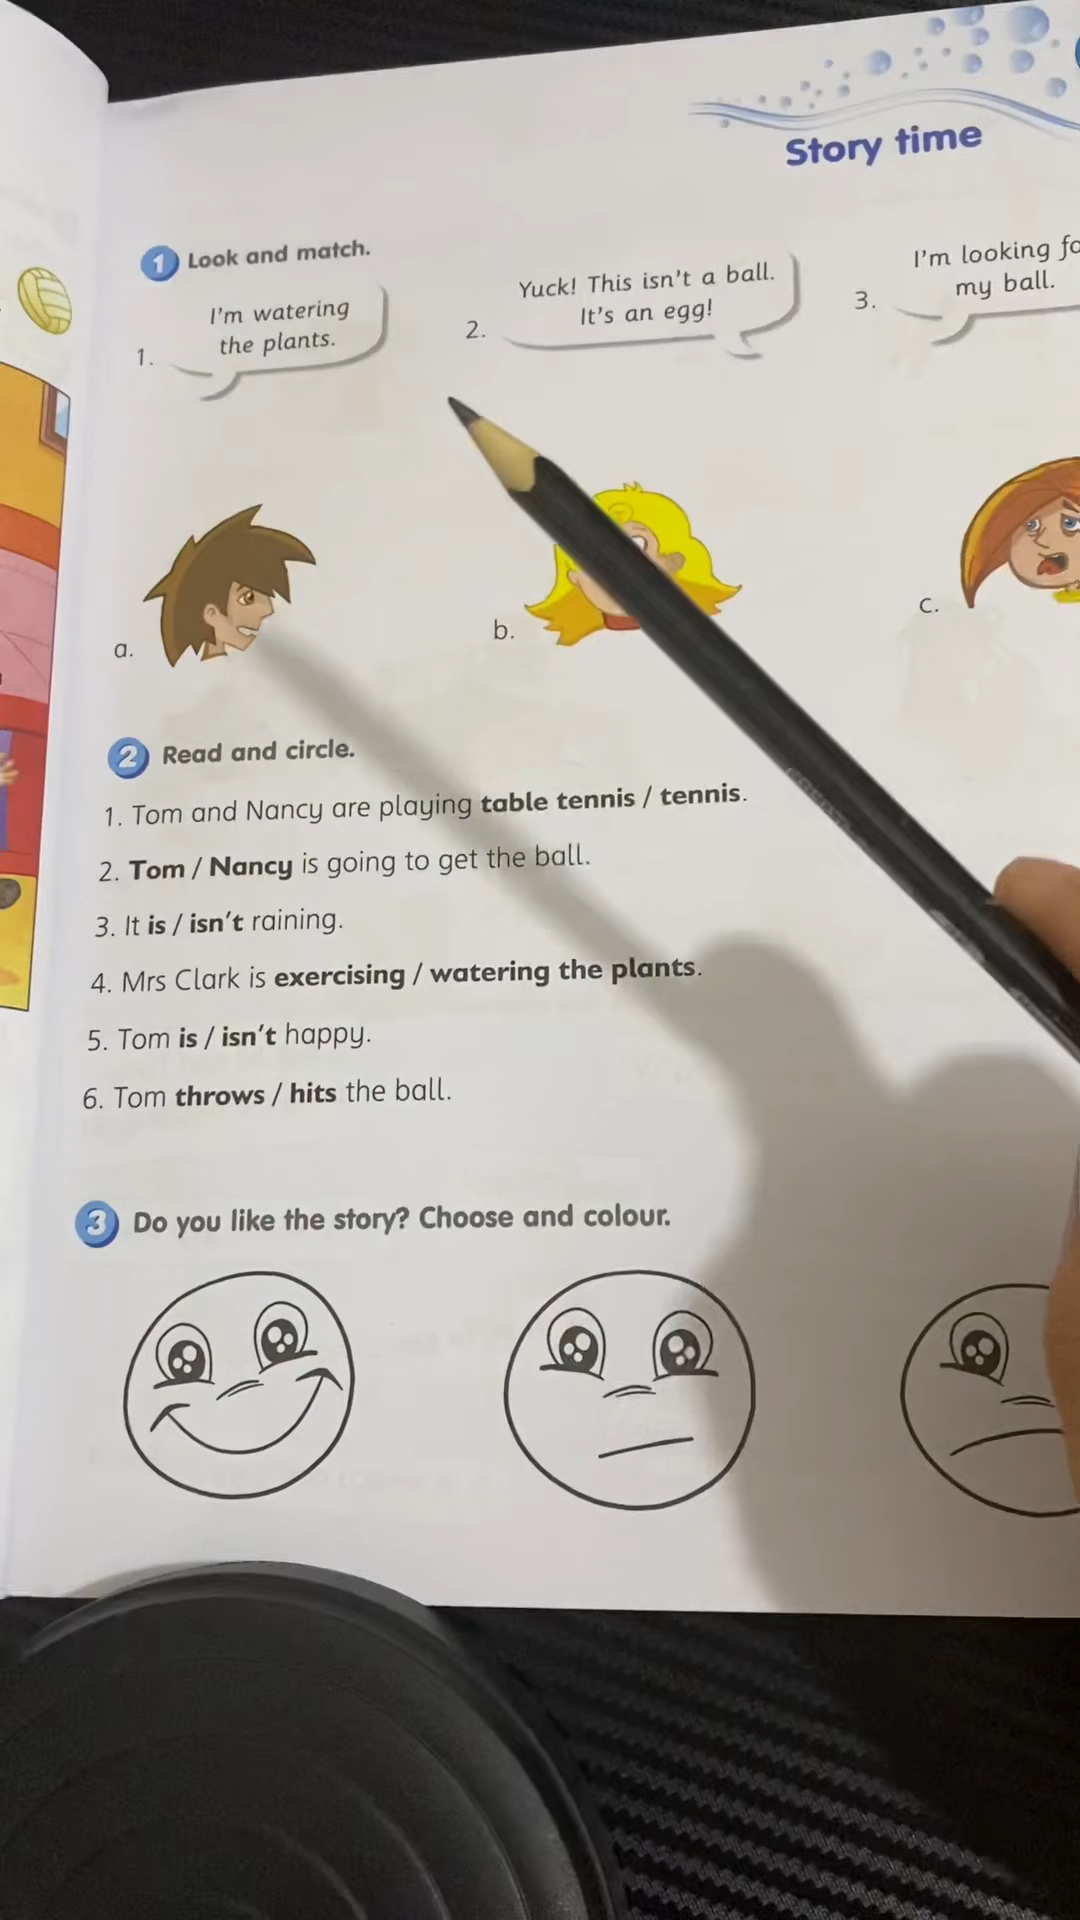 Story time
1 Look and match.
1. I'm watering
the plants.
2. Yuck! This isn't a ball.
It's an egg!
3. I'm looking
my ball.
a.
b.
c.
2 Read and circle.
1. Tom and Nancy are playing table tennis / tennis.
2. Tom / Nancy is going to get the ball.
3. It is / isn't raining.
4. Mrs Clark is exercising / watering the plants.
5. Tom is / isn't happy.
6. Tom throws / hits the ball.
3 Do you like the story? Choose and colour.